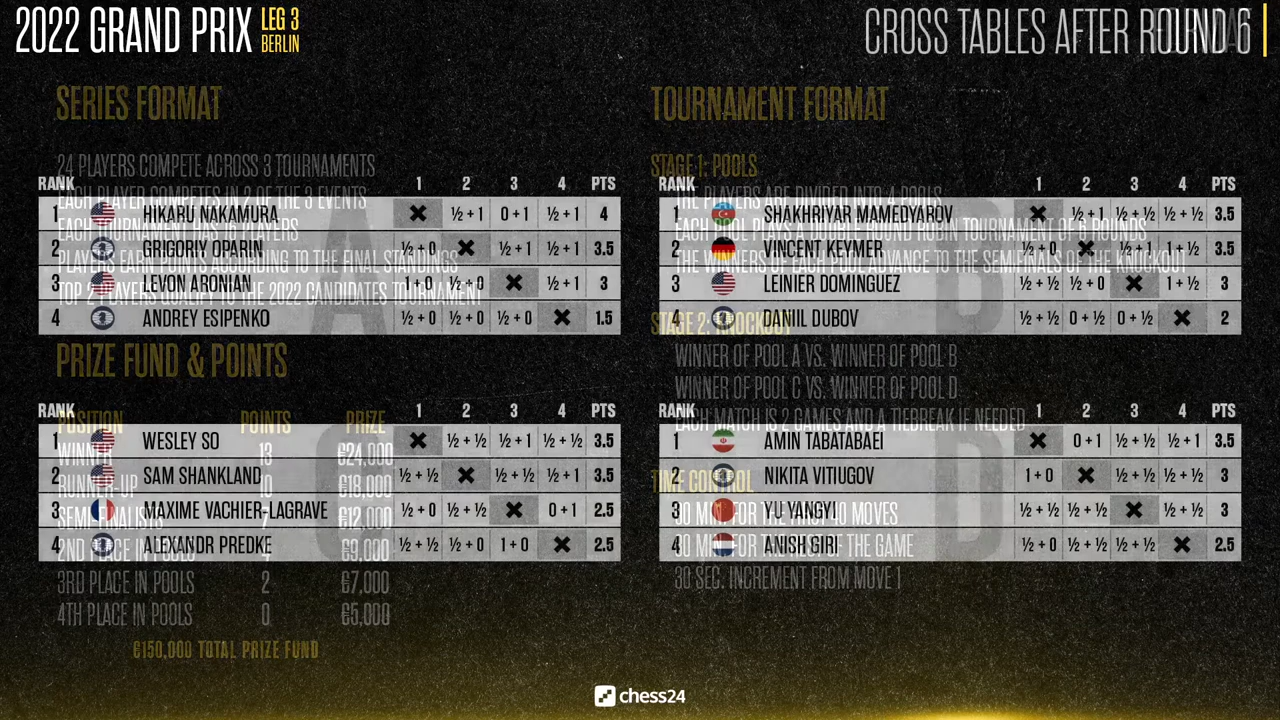 2022 GRAND PRIX LEG 3 BERLIN
CROSS TABLES AFTER ROUND 6
SERIES FORMAT
24 PLAYERS COMPETE ACROSS 3 TOURNAMENTS
EACH PLAYER COMPETES IN 2 OF THE 3 EVENTS
EACH TOURNAMENT HAS 16 PLAYERS
PLAYERS EARN POINTS ACCORDING TO THE FINAL STANDINGS
TOP 2 PLAYERS QUALIFY TO THE 2022 CANDIDATES TOURNAMENT
RANK 1 2 3 4 PTS
1 HIKARU NAKAMURA ½ + 1 0 + 1 ½ + 1 4
2 GRIGORIY OPARIN ½ + 0 ½ + 1 ½ + 1 3.5
3 LEVON ARONIAN 1 + 0 ½ + 0 ½ + 1 3
4 ANDREY ESIPENKO ½ + 0 ½ + 0 ½ + 0 1.5
A
TOURNAMENT FORMAT
STAGE 1: POOLS
THE PLAYERS ARE DIVIDED INTO 4 POOLS
EACH POOL PLAYS A DOUBLE ROUND ROBIN TOURNAMENT OF 6 ROUNDS
THE WINNERS OF EACH POOL ADVANCE TO THE SEMIFINALS OF THE KNOCKOUT
RANK 1 2 3 4 PTS
1 SHAKHRIYAR MAMEDYAROV ½ + 1 ½ + ½ ½ + ½ 3.5
2 VINCENT KEYMER ½ + 0 ½ + 1 1 + ½ 3.5
3 LEINIER DOMINGUEZ ½ + ½ ½ + 0 1 + ½ 3
4 DANIIL DUBOV ½ + ½ 0 + ½ 0 + ½ 2
B
STAGE 2: KNOCKOUT
WINNER OF POOL A VS. WINNER OF POOL B
WINNER OF POOL C VS. WINNER OF POOL D
EACH MATCH IS 2 GAMES AND A TIEBREAK IF NEEDED
PRIZE FUND & POINTS
POSITION POINTS PRIZE
WINNER 13 €24,000
RUNNER-UP 10 €18,000
SEMI-FINALISTS 7 €12,000
2ND PLACE IN POOLS 4 €9,000
3RD PLACE IN POOLS 2 €7,000
4TH PLACE IN POOLS 0 €5,000
€150,000 TOTAL PRIZE FUND
RANK 1 2 3 4 PTS
1 WESLEY SO ½ + ½ ½ + 1 ½ + ½ 3.5
2 SAM SHANKLAND ½ + ½ ½ + ½ ½ + 1 3.5
3 MAXIME VACHIER-LAGRAVE ½ + 0 ½ + ½ 0 + 1 2.5
4 ALEXANDR PREDKE ½ + ½ ½ + 0 1 + 0 2.5
C
RANK 1 2 3 4 PTS
1 AMIN TABATABAEI 0 + 1 ½ + ½ ½ + 1 3.5
2 NIKITA VITIUGOV 1 + 0 ½ + ½ ½ + ½ 3
3 YU YANGYI ½ + ½ ½ + ½ ½ + ½ 3
4 ANISH GIRI ½ + 0 ½ + ½ ½ + ½ 2.5
D
TIME CONTROL
90 MIN. FOR THE FIRST 40 MOVES
30 MIN. FOR THE REST OF THE GAME
30 SEC. INCREMENT FROM MOVE 1
chess24